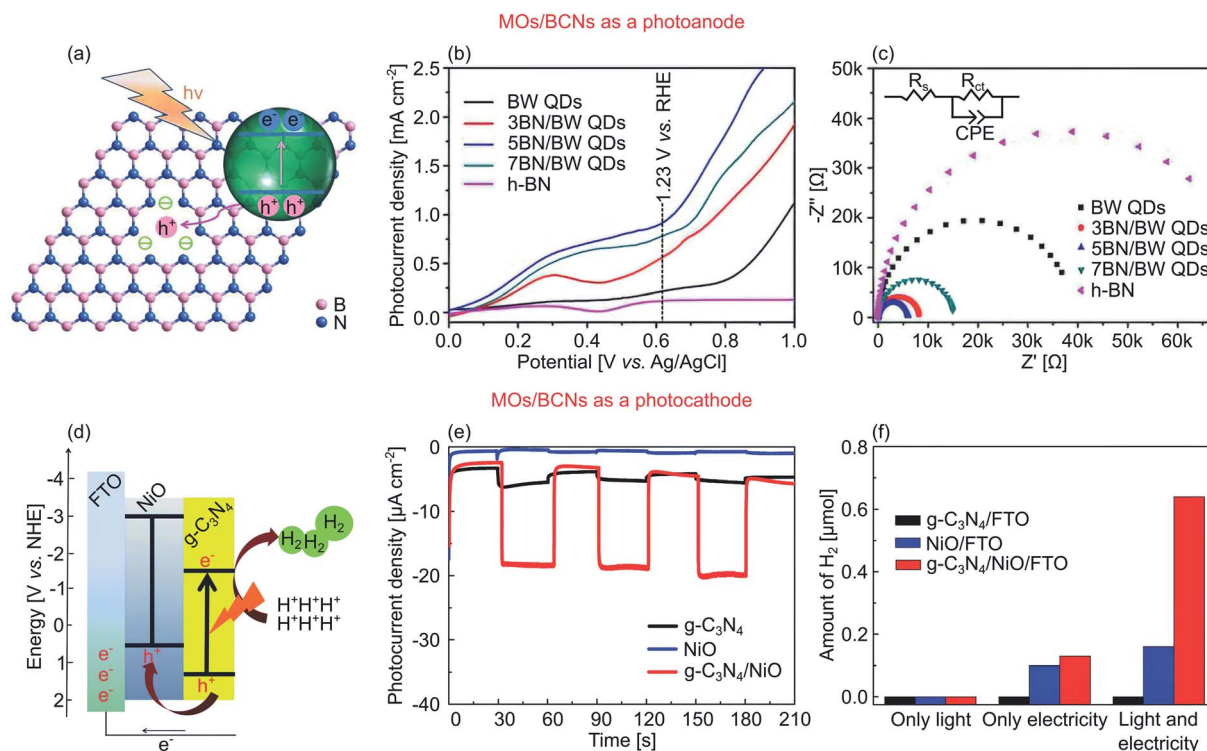 MOs/BCNs as a photoanode
(a)
hν
e⁻ e⁻
h⁺ h⁺
h⁺
⊖
⊖ ⊖
B
N
(b)
Photocurrent density [mA cm⁻²]
2.5
2.0
1.5
1.0
0.5
0.0
BW QDs
3BN/BW QDs
5BN/BW QDs
7BN/BW QDs
h-BN
1.23 V vs. RHE
0.0 0.2 0.4 0.6 0.8 1.0
Potential [V vs. Ag/AgCl]
(c)
-Z'' [Ω]
50k
40k
30k
20k
10k
0
Rs
Rct
CPE
BW QDs
3BN/BW QDs
5BN/BW QDs
7BN/BW QDs
h-BN
0 10k 20k 30k 40k 50k 60k
Z' [Ω]
MOs/BCNs as a photocathode
(d)
Energy [V vs. NHE]
-4
-3
-2
-1
0
1
2
FTO
NiO
g-C₃N₄
e⁻
H₂ H₂ H₂
H⁺H⁺H⁺
H⁺H⁺H⁺
h⁺
h⁺
e⁻
e⁻
e⁻
e⁻
(e)
Photocurrent density [µA cm⁻²]
0
-10
-20
-30
-40
g-C₃N₄
NiO
g-C₃N₄/NiO
0 30 60 90 120 150 180 210
Time [s]
(f)
Amount of H₂ [µmol]
0.8
0.6
0.4
0.2
0.0
g-C₃N₄/FTO
NiO/FTO
g-C₃N₄/NiO/FTO
Only light Only electricity Light and
electricity